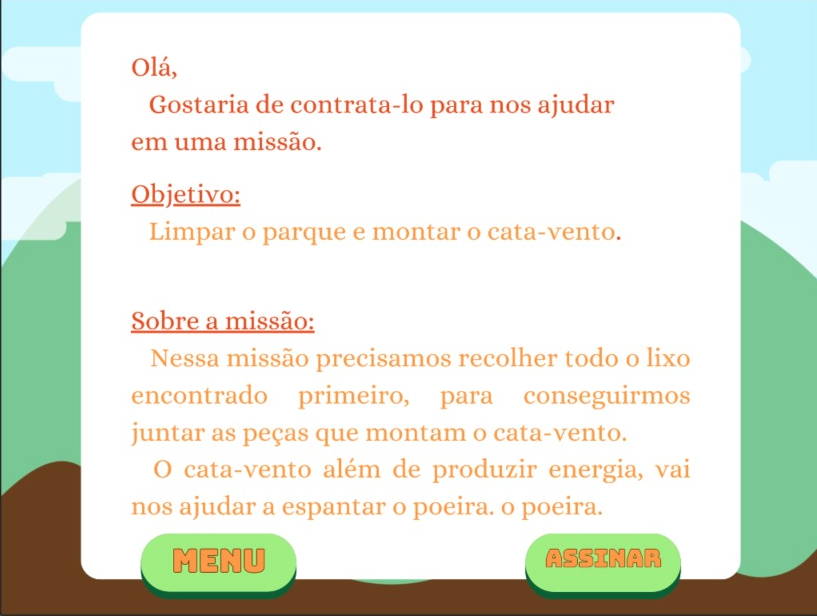 Olá,
Gostaria de contrata-lo para nos ajudar
em uma missão.
Objetivo:
Limpar o parque e montar o cata-vento.
Sobre a missão:
Nessa missão precisamos recolher todo o lixo
encontrado primeiro, para conseguirmos
juntar as peças que montam o cata-vento.
O cata-vento além de produzir energia, vai
nos ajudar a espantar o poeira. o poeira.
MENU
ASSINAR